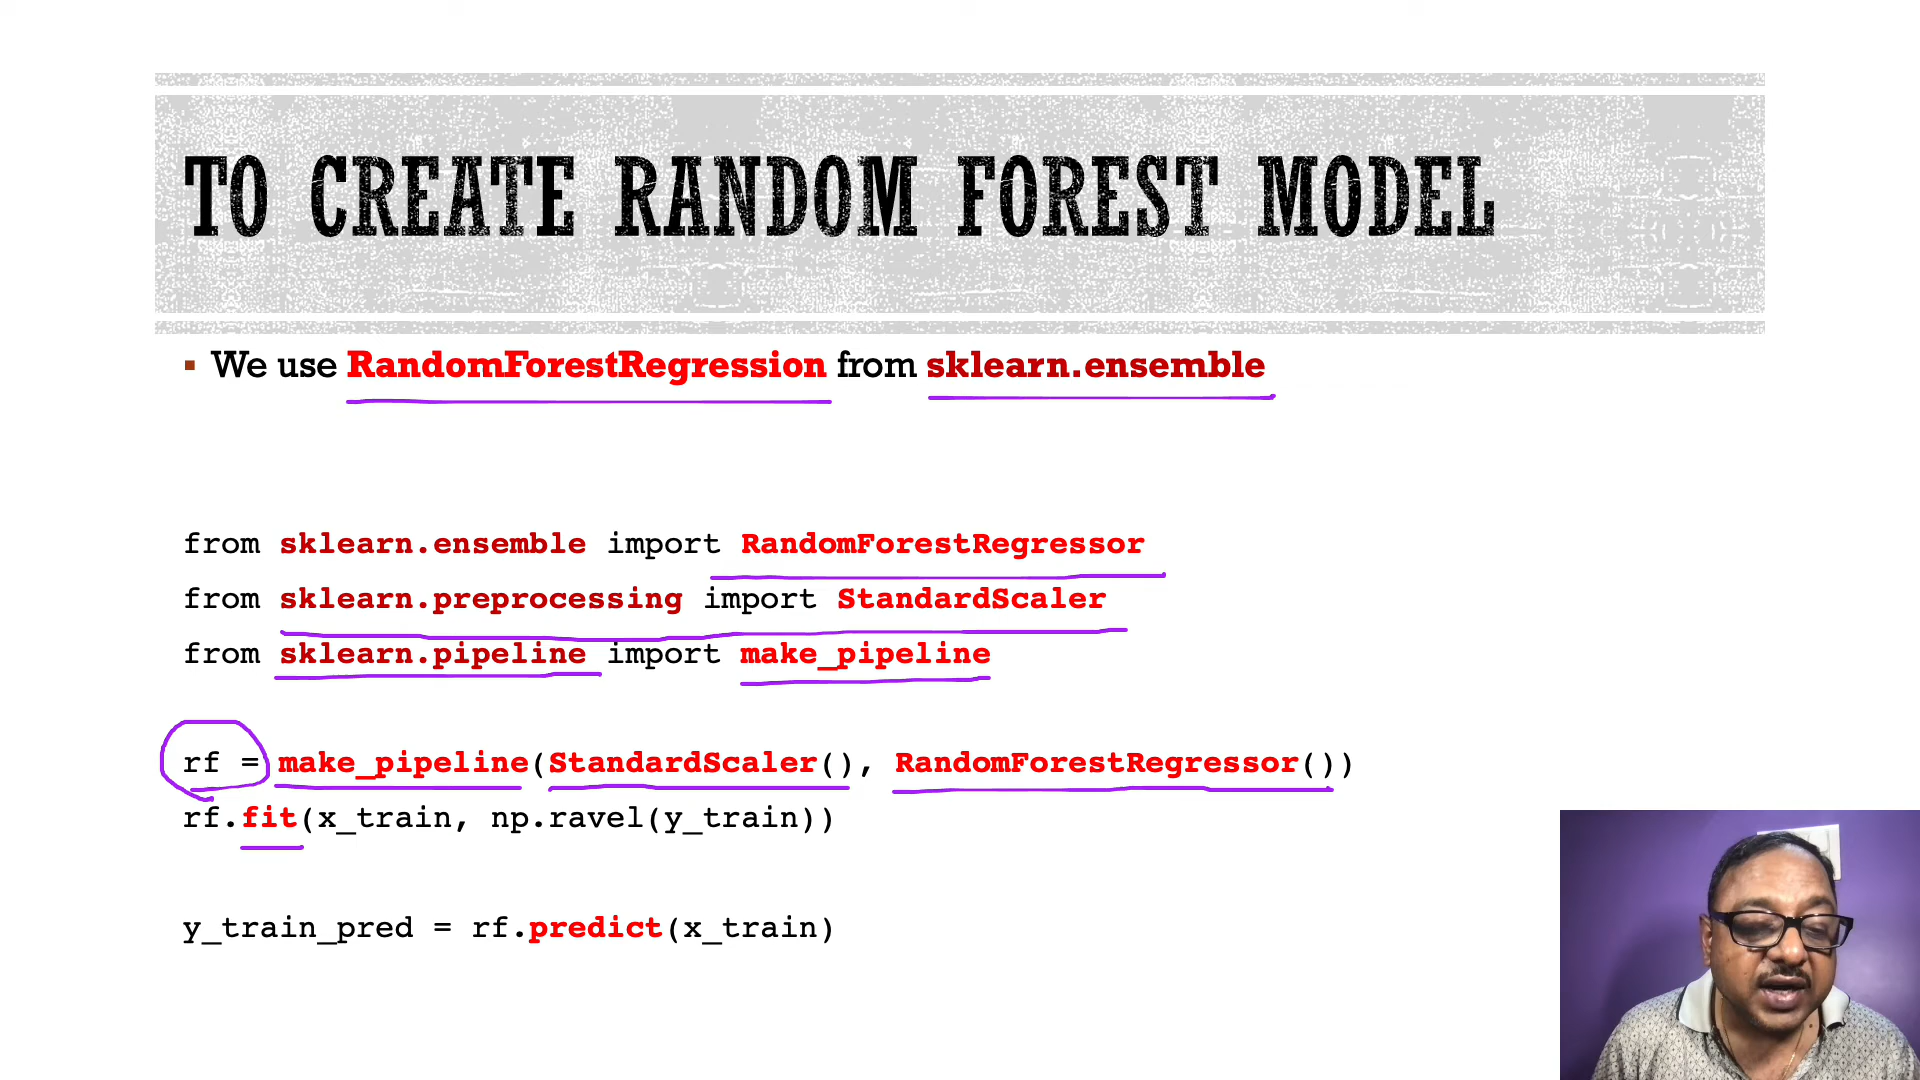 TO CREATE RANDOM FOREST MODEL
▪ We use RandomForestRegression from sklearn.ensemble
from sklearn.ensemble import RandomForestRegressor
from sklearn.preprocessing import StandardScaler
from sklearn.pipeline import make_pipeline
rf = make_pipeline(StandardScaler(), RandomForestRegressor())
rf.fit(x_train, np.ravel(y_train))
y_train_pred = rf.predict(x_train)